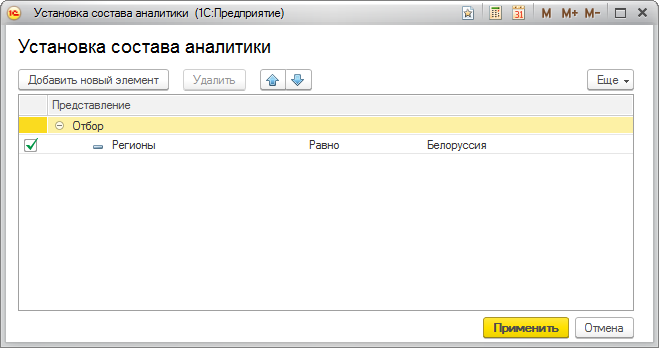 Установка состава аналитики (1С:Предприятие)
31 M M+ M-
Установка состава аналитики
Добавить новый элемент Удалить Еще
Представление
Отбор
Регионы Равно Белоруссия
Применить Отмена